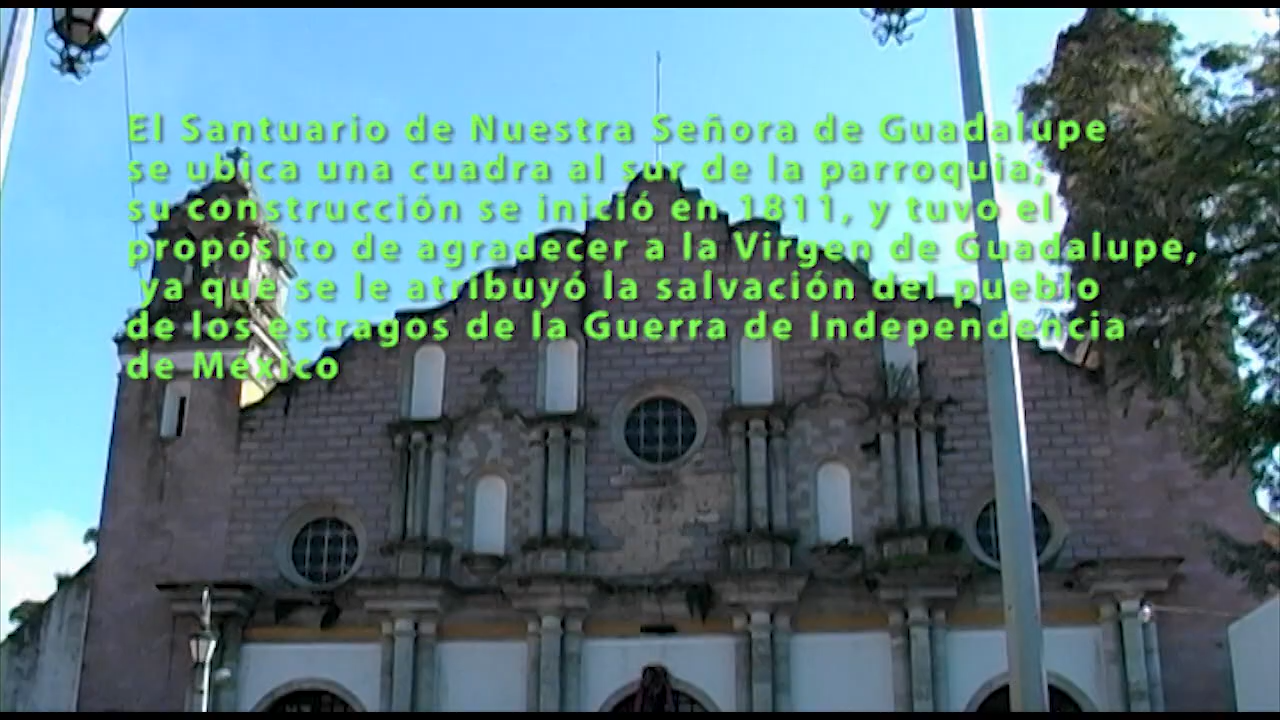 El Santuario de Nuestra Señora de Guadalupe
se ubica una cuadra al sur de la parroquia;
su construcción se inició en 1811, y tuvo el
propósito de agradecer a la Virgen de Guadalupe,
ya que se le atribuyó la salvación del pueblo
de los estragos de la Guerra de Independencia
de México